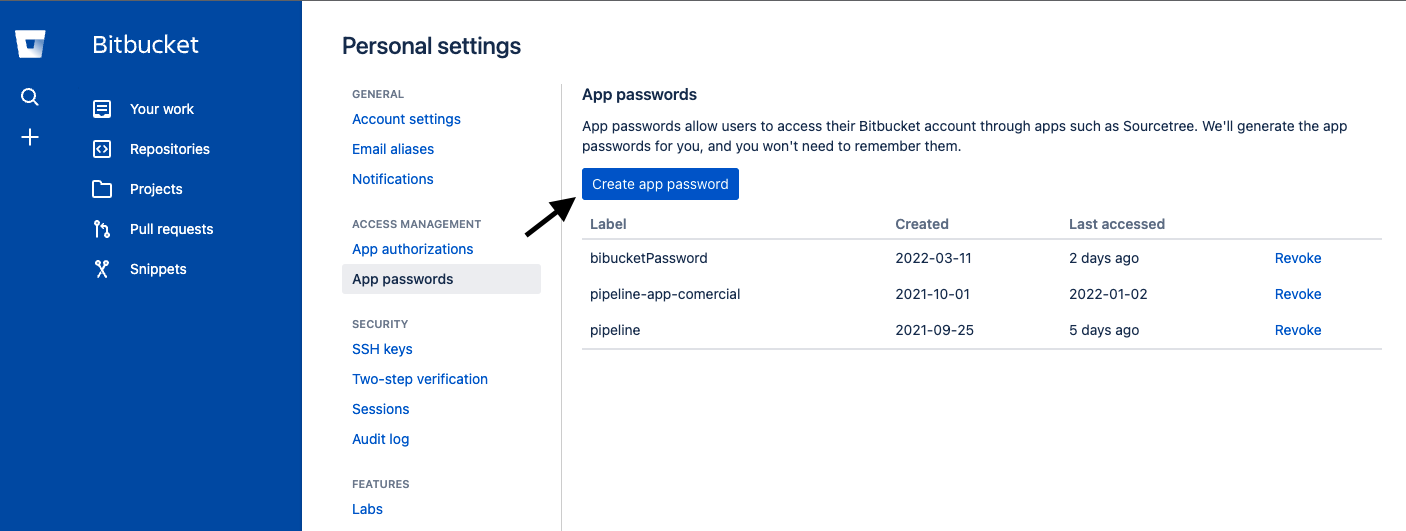 Bitbucket
Your work
Repositories
Projects
Pull requests
Snippets
Personal settings
GENERAL
Account settings
Email aliases
Notifications
ACCESS MANAGEMENT
App authorizations
App passwords
SECURITY
SSH keys
Two-step verification
Sessions
Audit log
FEATURES
Labs
App passwords
App passwords allow users to access their Bitbucket account through apps such as Sourcetree. We'll generate the app
passwords for you, and you won't need to remember them.
Create app password
Label Created Last accessed
bibucketPassword 2022-03-11 2 days ago Revoke
pipeline-app-comercial 2021-10-01 2022-01-02 Revoke
pipeline 2021-09-25 5 days ago Revoke